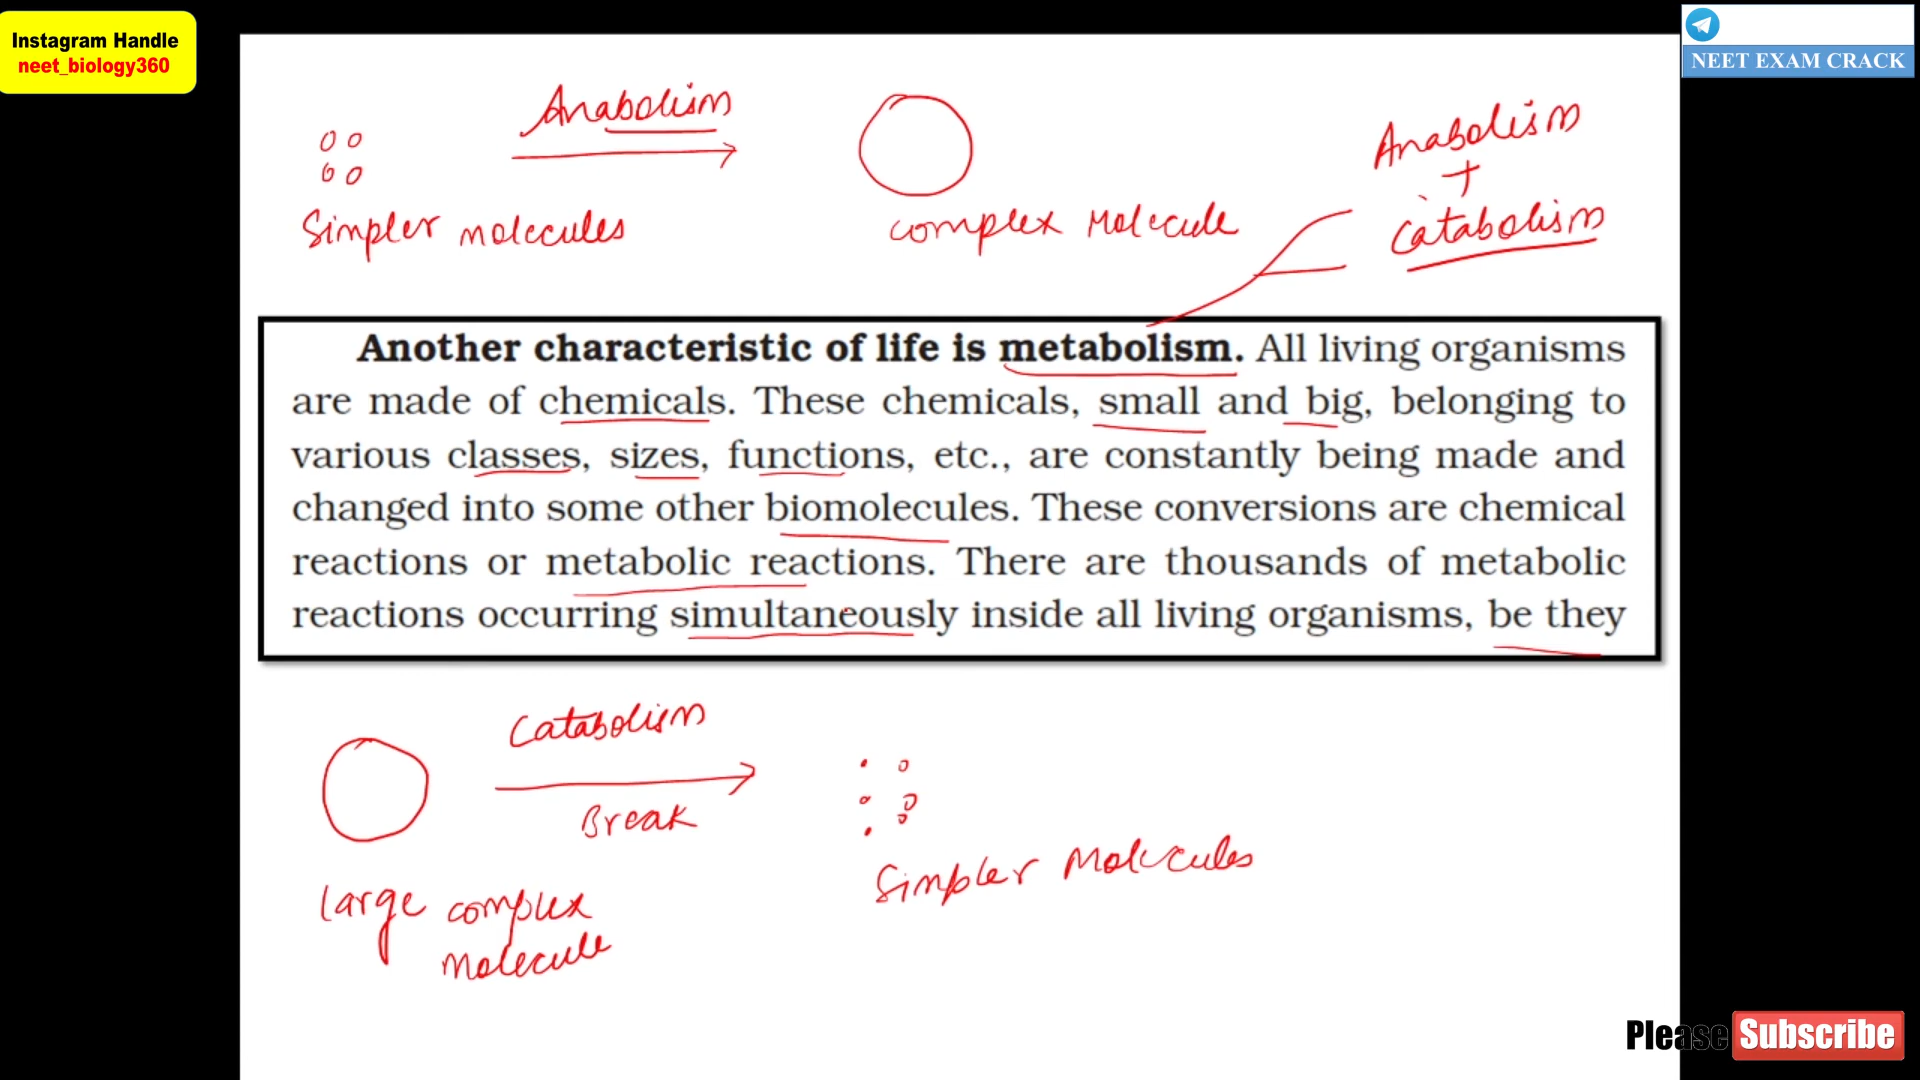 Instagram Handle
neet_biology360
NEET EXAM CRACK
Anabolism
Simpler molecules
complex Molecule
Anabolism
+
Catabolism
Another characteristic of life is metabolism. All living organisms
are made of chemicals. These chemicals, small and big, belonging to
various classes, sizes, functions, etc., are constantly being made and
changed into some other biomolecules. These conversions are chemical
reactions or metabolic reactions. There are thousands of metabolic
reactions occurring simultaneously inside all living organisms, be they
Catabolism
Break
large complex
molecule
Simpler Molecules
Please Subscribe